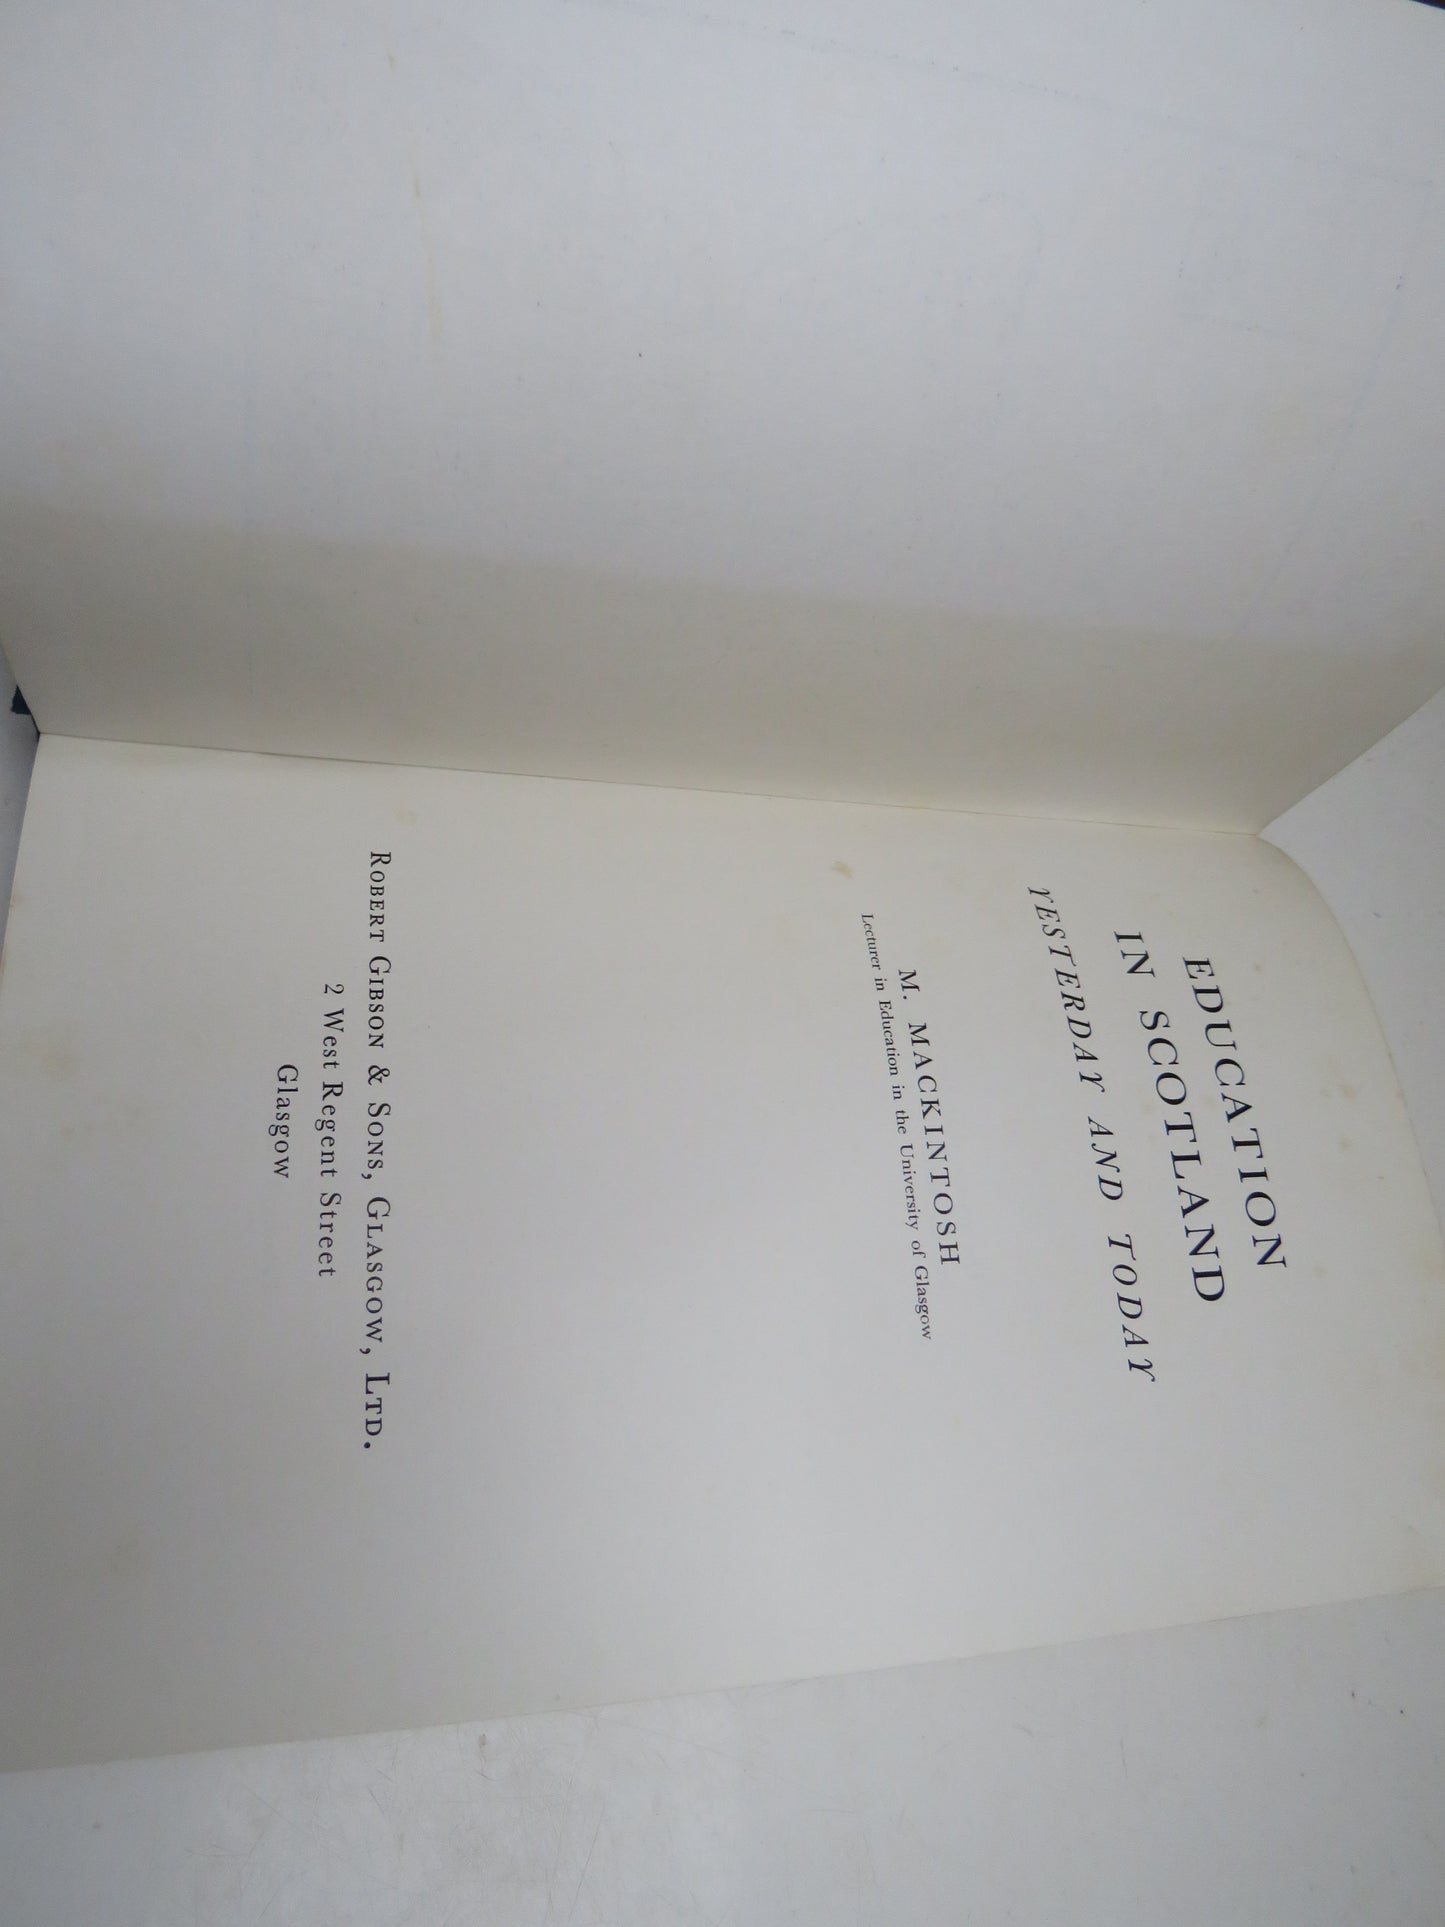 EDUCATION
IN SCOTLAND
YESTERDAY AND TODAY
M. MACKINTOSH
Lecturer in Education in the University of Glasgow
ROBERT GIBSON & SONS, GLASGOW, LTD.
2 West Regent Street
Glasgow